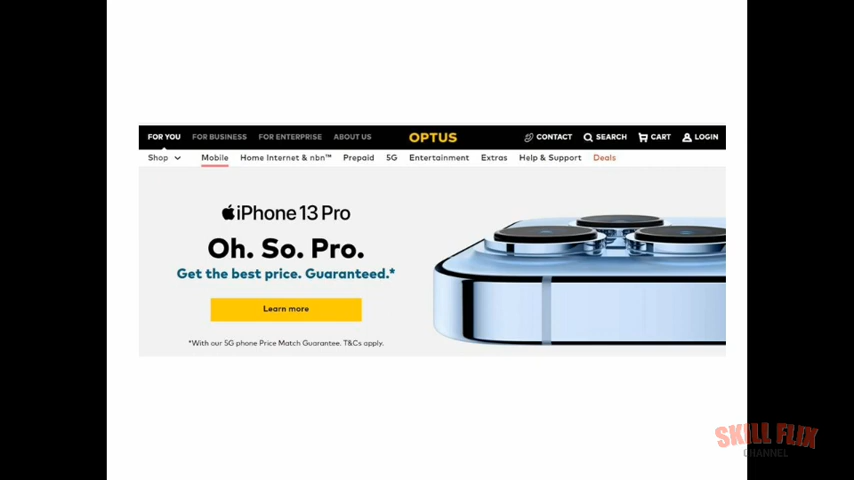 FOR YOU FOR BUSINESS FOR ENTERPRISE ABOUT US OPTUS CONTACT SEARCH CART LOGIN
Shop Mobile Home Internet & nbn™ Prepaid 5G Entertainment Extras Help & Support Deals
iPhone 13 Pro
Oh. So. Pro.
Get the best price. Guaranteed.*
Learn more
*With our 5G phone Price Match Guarantee. T&Cs apply.
SKILL FLIX
CHANNEL